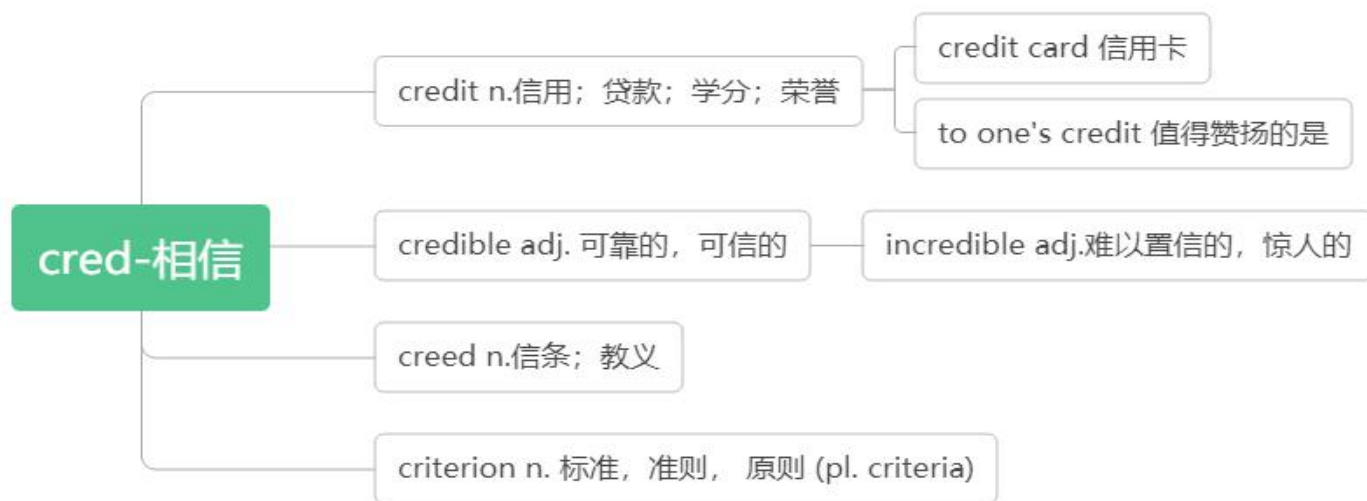 cred-相信
credit n.信用；贷款；学分；荣誉
credit card 信用卡
to one's credit 值得赞扬的是
credible adj. 可靠的，可信的
incredible adj.难以置信的，惊人的
creed n.信条；教义
criterion n. 标准，准则， 原则 (pl. criteria)